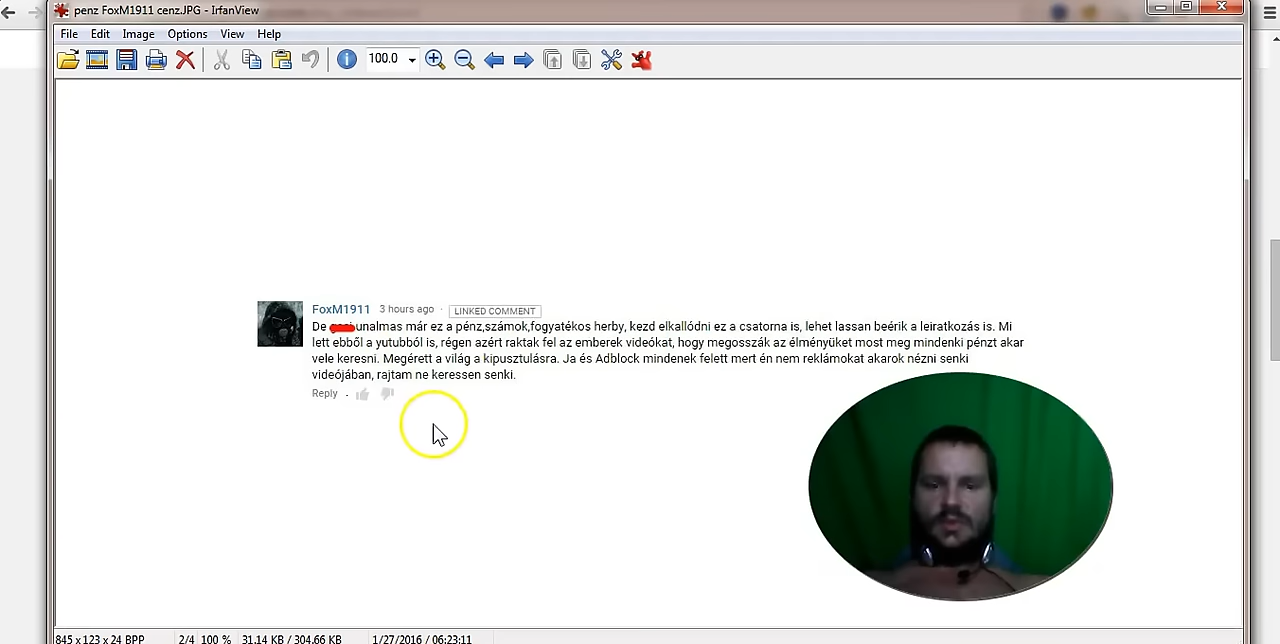 penz FoxM1911 cenz.JPG - IrfanView
File Edit Image Options View Help
100.0
FoxM1911 3 hours ago · LINKED COMMENT
De unalmas már ez a pénz,számok,fogyatékos herby, kezd elkallódni ez a csatorna is, lehet lassan beérik a leiratkozás is. Mi
lett ebből a yutubból is, régen azért raktak fel az emberek videókat, hogy megosszák az élményüket most meg mindenki pénzt akar
vele keresni. Megérett a világ a kipusztulásra. Ja és Adblock mindenek felett mert én nem reklámokat akarok nézni senki
videójában, rajtam ne keressen senki.
Reply ·
845 x 123 x 24 BPP 2/4 100 % 31.14 KB / 304.66 KB 1/27/2016 / 06:23:11